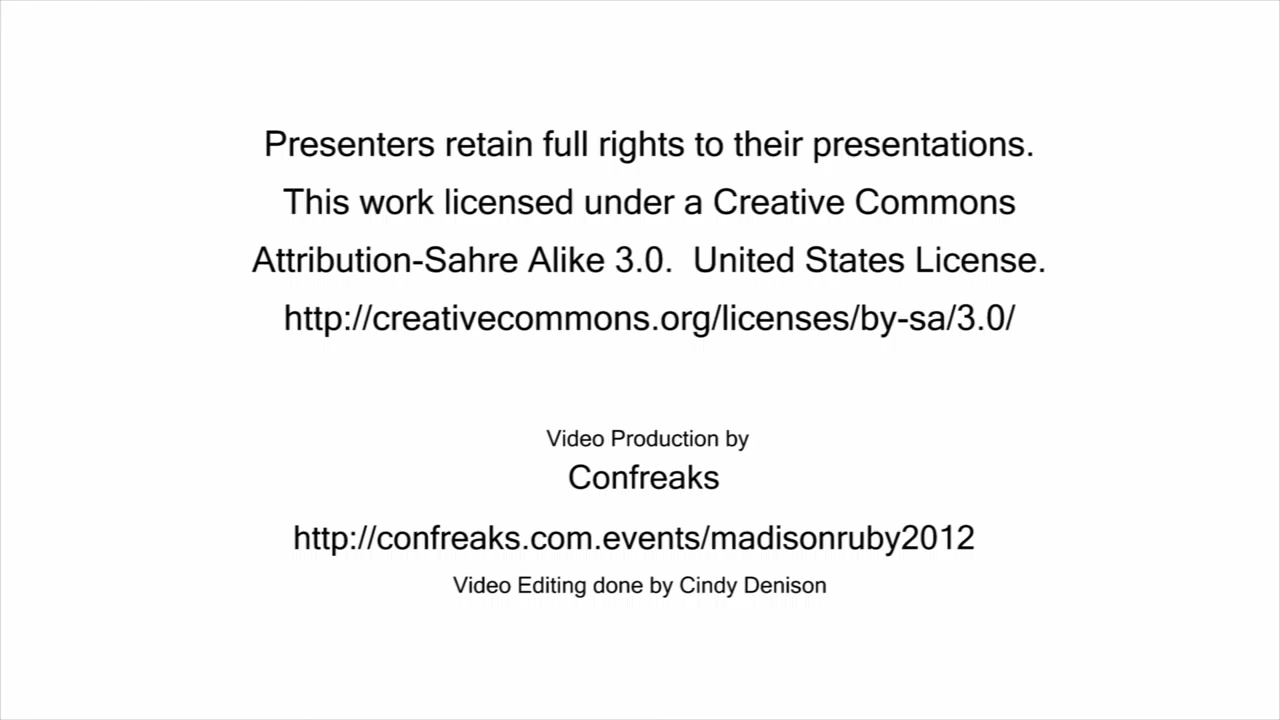 Presenters retain full rights to their presentations.
This work licensed under a Creative Commons
Attribution-Sahre Alike 3.0.  United States License.
http://creativecommons.org/licenses/by-sa/3.0/
Video Production by
Confreaks
http://confreaks.com.events/madisonruby2012
Video Editing done by Cindy Denison